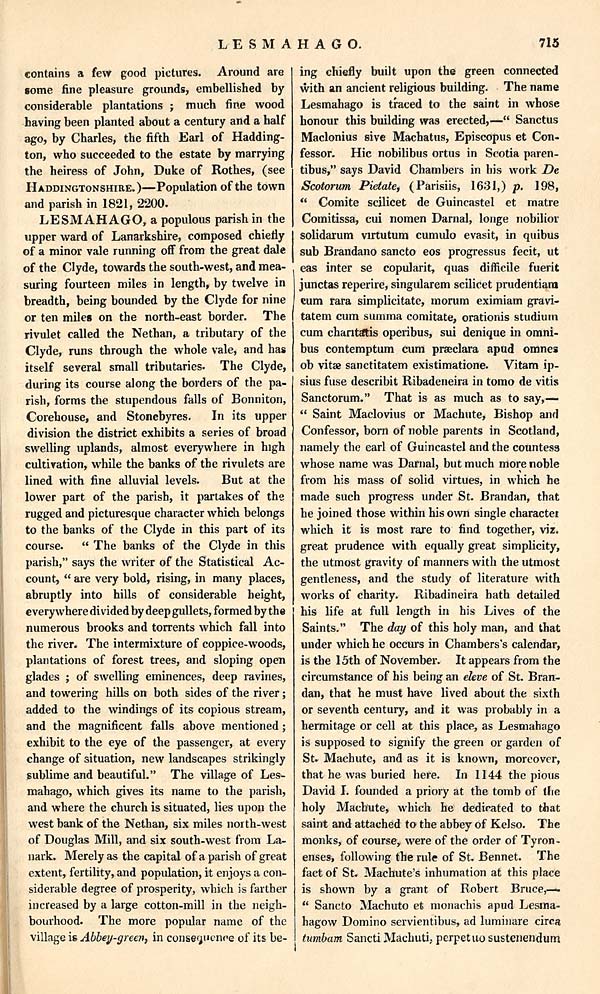 LESMAHAGO.
715
contains a few good pictures. Around are
some fine pleasure grounds, embellished by
considerable plantations ; much fine wood
having been planted about a century and a half
ago, by Charles, the fifth Earl of Hadding-
ton, who succeeded to the estate by marrying
the heiress of John, Duke of Rothes, (see
HADDINGTONSHIRE.)—Population of the town
and parish in 1821, 2200.
LESMAHAGO, a populous parish in the
upper ward of Lanarkshire, composed chiefly
of a minor vale running off from the great dale
of the Clyde, towards the south-west, and mea-
suring fourteen miles in length, by twelve in
breadth, being bounded by the Clyde for nine
or ten miles on the north-east border. The
rivulet called the Nethan, a tributary of the
Clyde, runs through the whole vale, and has
itself several small tributaries. The Clyde,
during its course along the borders of the pa-
rish, forms the stupendous falls of Bonniton,
Corehouse, and Stonebyres. In its upper
division the district exhibits a series of broad
swelling uplands, almost everywhere in high
cultivation, while the banks of the rivulets are
lined with fine alluvial levels. But at the
lower part of the parish, it partakes of the
rugged and picturesque character which belongs
to the banks of the Clyde in this part of its
course. “ The banks of the Clyde in this
parish,” says the writer of the Statistical Ac-
count, “ are very bold, rising, in many places,
abruptly into hills of considerable height,
everywhere divided by deep gullets, formed by the
numerous brooks and torrents which fall into
the river. The intermixture of coppice-woods,
plantations of forest trees, and sloping open
glades ; of swelling eminences, deep ravines,
and towering hills on both sides of the river ;
added to the windings of its copious stream,
and the magnificent falls above mentioned ;
exhibit to the eye of the passenger, at every
change of situation, new landscapes strikingly
sublime and beautiful.” The village of Les-
mahago, which gives its name to the parish,
and where the church is situated, lies upon the
west bank of the Nethan, six miles north-west
of Douglas Mill, and six south-west from La-
nark. Merely as the capital of a parish of great
extent, fertility, and population, it enjoys a con-
siderable degree of prosperity, which is farther
increased by a large cotton-mill in the neigh-
bourhood. The more popular name of the
village is Abbey-green, in consequence of its be-
ing chiefly built upon the green connected
with an ancient religious building. The name
Lesmahago is traced to the saint in whose
honour this building was erected,—“ Sanctus
Maclonius sive Machatus, Episcopus et Con-
fessor. Hic nobilibus ortus in Scotia paren-
tibus,” says David Chambers in his work De
Scotorum Pietate, (Parisiis, 1631,) p. 198,
“ Comite scilicet de Guincastel et matre
Comitissa, cui nomen Darnal, longe nobilior
solidarum virtutum cumulo evasit, in quibus
sub Brandano sancto eos progressus fecit, ut
eas inter se copularit, quas difficile fuerit
junctas reperire, singularem scilicet prudentiam
cum rara simplicitate, morum eximiam gravi-
tatem cum summa comitate, orationis studium
cum charitatis operibus, sui denique in omni-
bus contemptum cum præclara apud omnes
ob vitæ sanctitatem existimatione. Vitam ip-
sius fuse describit Ribadeneira in tomo de vitis
Sanctorum.” That is as much as to say,—
“ Saint Maclovius or Machute, Bishop and
Confessor, born of noble parents in Scotland,
namely the earl of Guincastel and the countess
whose name was Darnal, but much more noble
from his mass of solid virtues, in which he
made such progress under St. Brandan, that
he joined those within his own single character
which it is most rare to find together, viz.
great prudence with equally great simplicity,
the utmost gravity of manners with the utmost
gentleness, and the study of literature with
works of charity. Ribadineira hath detailed
his life at full length in his Lives of the
Saints.” The day of this holy man, and that
under which he occurs in Chambers's calendar,
is the 15th of November. It appears from the
circumstance of his being an eleve of St. Bran-
dan, that he must have lived about the sixth
or seventh century, and it was probably in a
hermitage or cell at this place, as Lesmahago
is supposed to signify the green or garden of
St. Machute, and as it is known, moreover,
that he was buried here. In 1144 the pious
David I. founded a priory at the tomb of the
holy Machute, which he dedicated to that
saint and attached to the abbey of Kelso. The
monks, of course, were of the order of Tyron-
enses, following the rule of St. Bennet. The
fact of St. Machute's inhumation at this place
is shown by a grant of Robert Bruce,—
“ Sancto Machuto et monachis apud Lesma-
hagow Domino servientibus, ad luminare circa
tumbam Sancti Machuti, perpetuo sustenendum